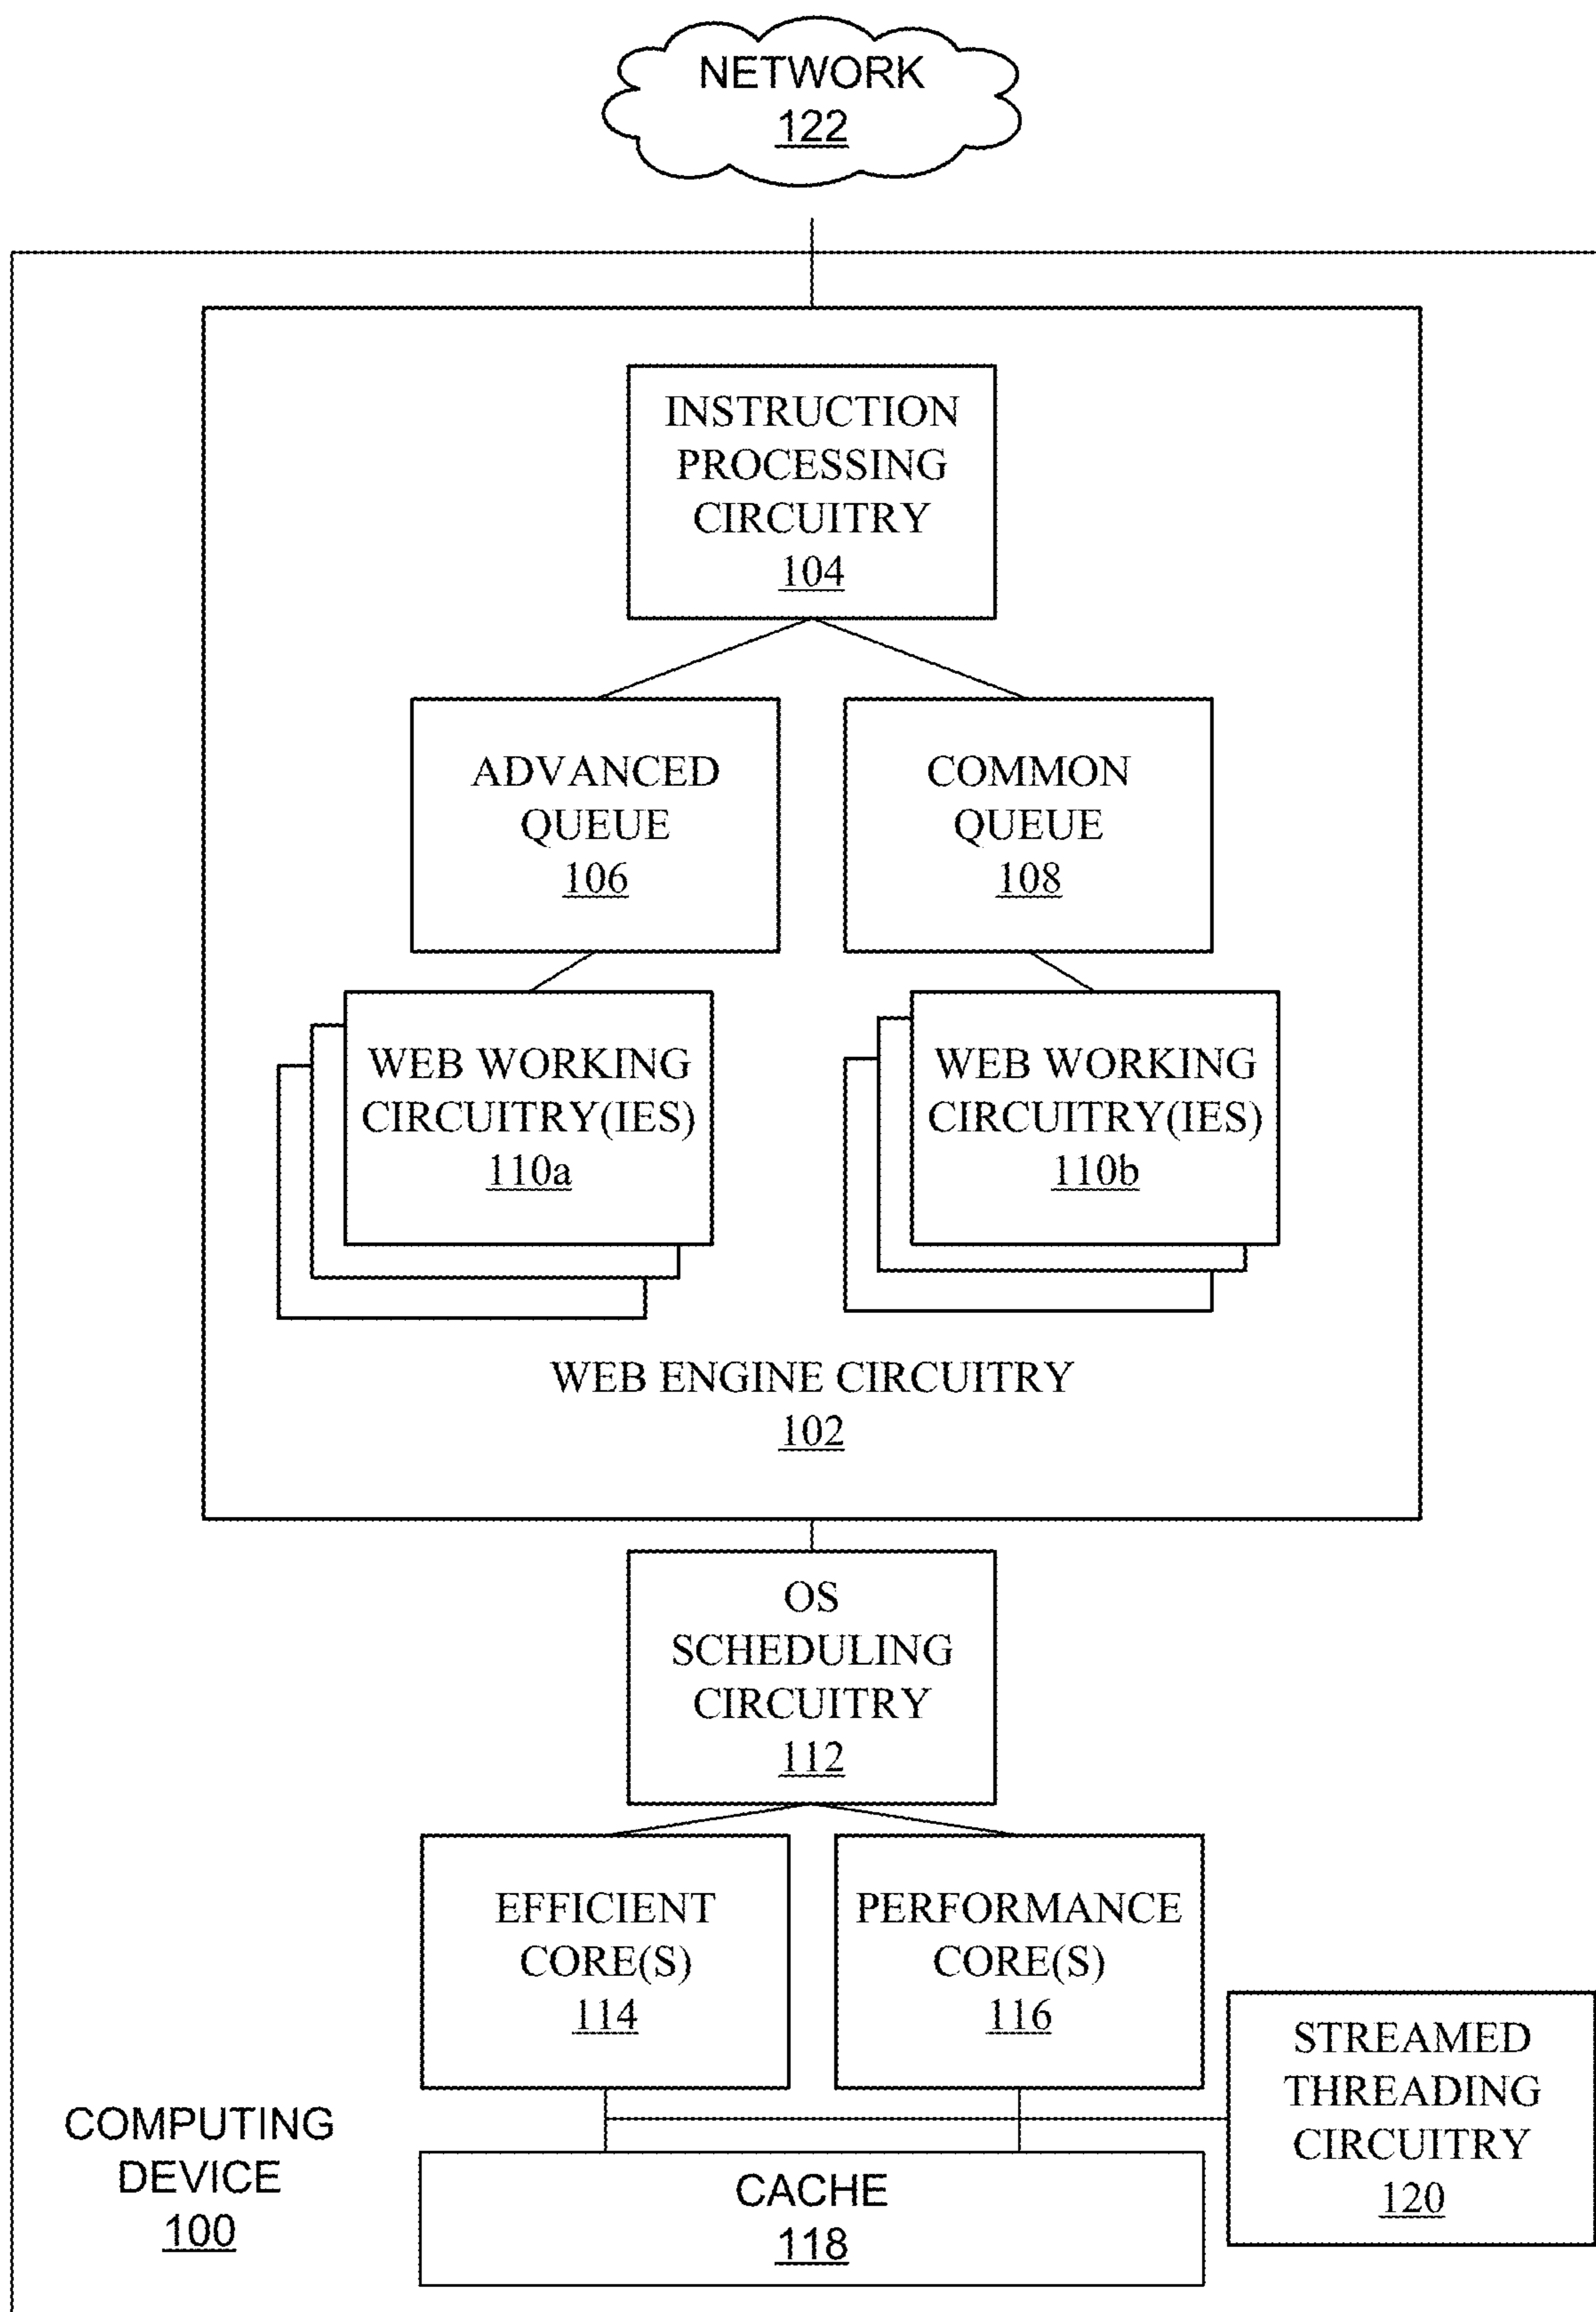 NETWORK
122
INSTRUCTION
PROCESSING
CIRCUITRY
104
ADVANCED
QUEUE
106
COMMON
QUEUE
108
WEB WORKING
CIRCUITRY(IES)
110a
WEB WORKING
CIRCUITRY(IES)
110b
WEB ENGINE CIRCUITRY
102
OS
SCHEDULING
CIRCUITRY
112
EFFICIENT
CORE(S)
114
PERFORMANCE
CORE(S)
116
STREAMED
THREADING
CIRCUITRY
120
COMPUTING
DEVICE
100
CACHE
118